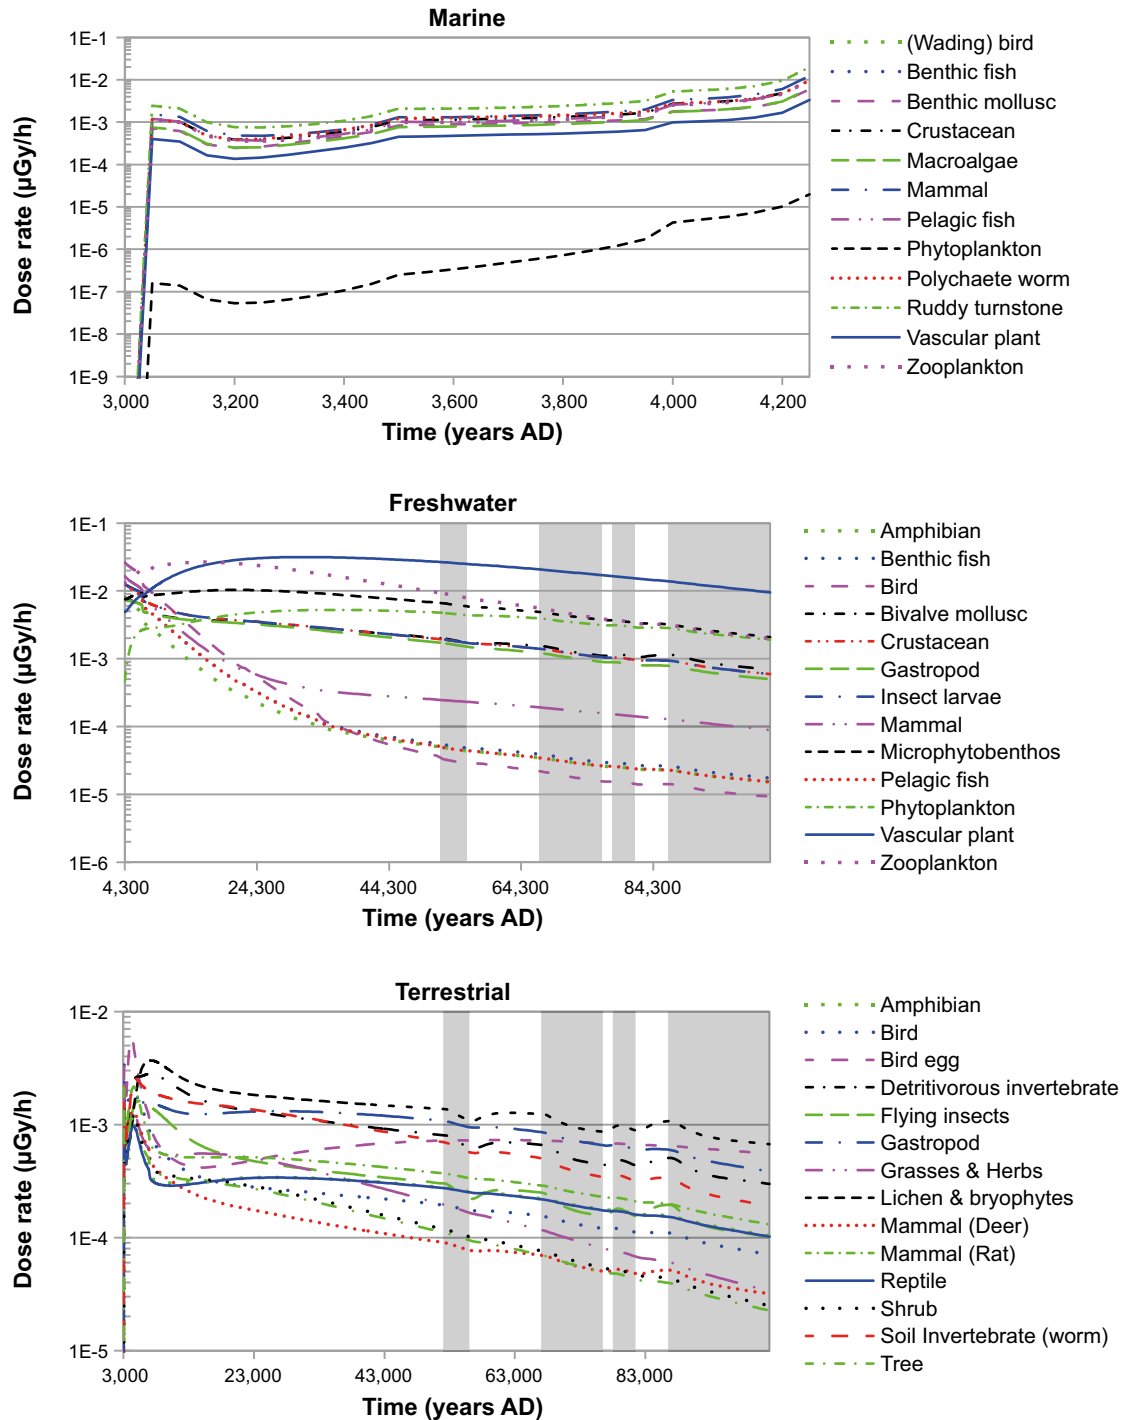 Marine
1E-1
1E-2
1E-3
1E-4
1E-5
1E-6
1E-7
1E-8
1E-9
Dose rate (µGy/h)
3,000 3,200 3,400 3,600 3,800 4,000 4,200
Time (years AD)
(Wading) bird
Benthic fish
Benthic mollusc
Crustacean
Macroalgae
Mammal
Pelagic fish
Phytoplankton
Polychaete worm
Ruddy turnstone
Vascular plant
Zooplankton
Freshwater
1E-1
1E-2
1E-3
1E-4
1E-5
1E-6
Dose rate (µGy/h)
4,300 24,300 44,300 64,300 84,300
Time (years AD)
Amphibian
Benthic fish
Bird
Bivalve mollusc
Crustacean
Gastropod
Insect larvae
Mammal
Microphytobenthos
Pelagic fish
Phytoplankton
Vascular plant
Zooplankton
Terrestrial
1E-2
1E-3
1E-4
1E-5
Dose rate (µGy/h)
3,000 23,000 43,000 63,000 83,000
Time (years AD)
Amphibian
Bird
Bird egg
Detritivorous invertebrate
Flying insects
Gastropod
Grasses & Herbs
Lichen & bryophytes
Mammal (Deer)
Mammal (Rat)
Reptile
Shrub
Soil Invertebrate (worm)
Tree